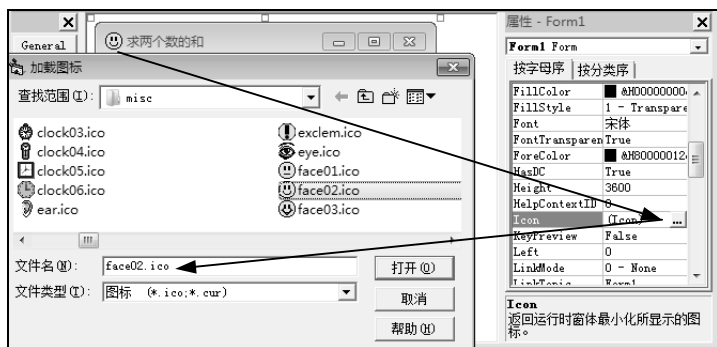 General
求两个数的和
加载图标
查找范围(I):
misc
clock03.ico
clock04.ico
clock05.ico
clock06.ico
ear.ico
exclem.ico
eye.ico
face01.ico
face02.ico
face03.ico
文件名(N):
face02.ico
打开(O)
文件类型(T):
图标 (*.ico;*.cur)
取消
帮助(H)
属性 - Form1
Form1 Form
按字母序
按分类序
FillColor &H00000000&
FillStyle 1 - Transpare
Font 宋体
FontTransparen True
ForeColor &H80000012&
HasDC True
Height 3600
HelpContextID 0
Icon (Icon) ...
KeyPreview False
Left 0
LinkMode 0 - None
LinkTopic Form1
Icon
返回运行时窗体最小化所显示的图
标。